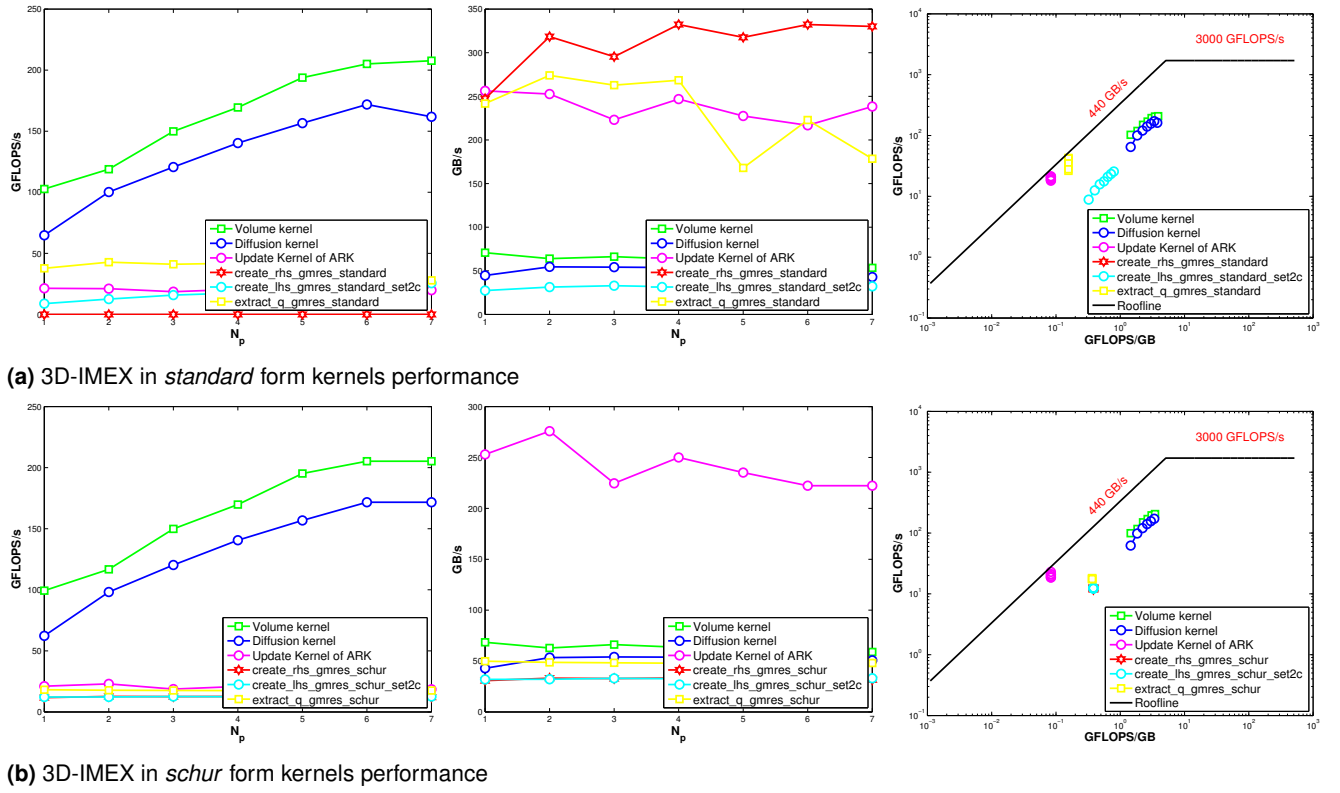 250
200
150
100
50
0
GFLOPS/s
1 2 3 4 5 6 7
N_p
Volume kernel
Diffusion kernel
Update Kernel of ARK
create_rhs_gmres_standard
create_lhs_gmres_standard_set2c
extract_q_gmres_standard
350
300
250
200
150
100
50
0
GB/s
1 2 3 4 5 6 7
N_p
Volume kernel
Diffusion kernel
Update Kernel of ARK
create_rhs_gmres_standard
create_lhs_gmres_standard_set2c
extract_q_gmres_standard
10^4
10^3
10^2
10^1
10^0
10^-1
GFLOPS/s
3000 GFLOPS/s
440 GB/s
Volume kernel
Diffusion kernel
Update Kernel of ARK
create_rhs_gmres_standard
create_lhs_gmres_standard_set2c
extract_q_gmres_standard
Roofline
10^-3 10^-2 10^-1 10^0 10^1 10^2 10^3
GFLOPS/GB
(a) 3D-IMEX in standard form kernels performance
250
200
150
100
50
0
GFLOPS/s
1 2 3 4 5 6 7
N_p
Volume kernel
Diffusion kernel
Update Kernel of ARK
create_rhs_gmres_schur
create_lhs_gmres_schur_set2c
extract_q_gmres_schur
300
250
200
150
100
50
0
GB/s
1 2 3 4 5 6 7
N_p
Volume kernel
Diffusion kernel
Update Kernel of ARK
create_rhs_gmres_schur
create_lhs_gmres_schur_set2c
extract_q_gmres_schur
10^4
10^3
10^2
10^1
10^0
10^-1
GFLOPS/s
3000 GFLOPS/s
440 GB/s
Volume kernel
Diffusion kernel
Update Kernel of ARK
create_rhs_gmres_schur
create_lhs_gmres_schur_set2c
extract_q_gmres_schur
Roofline
10^-3 10^-2 10^-1 10^0 10^1 10^2 10^3
GFLOPS/GB
(b) 3D-IMEX in schur form kernels performance